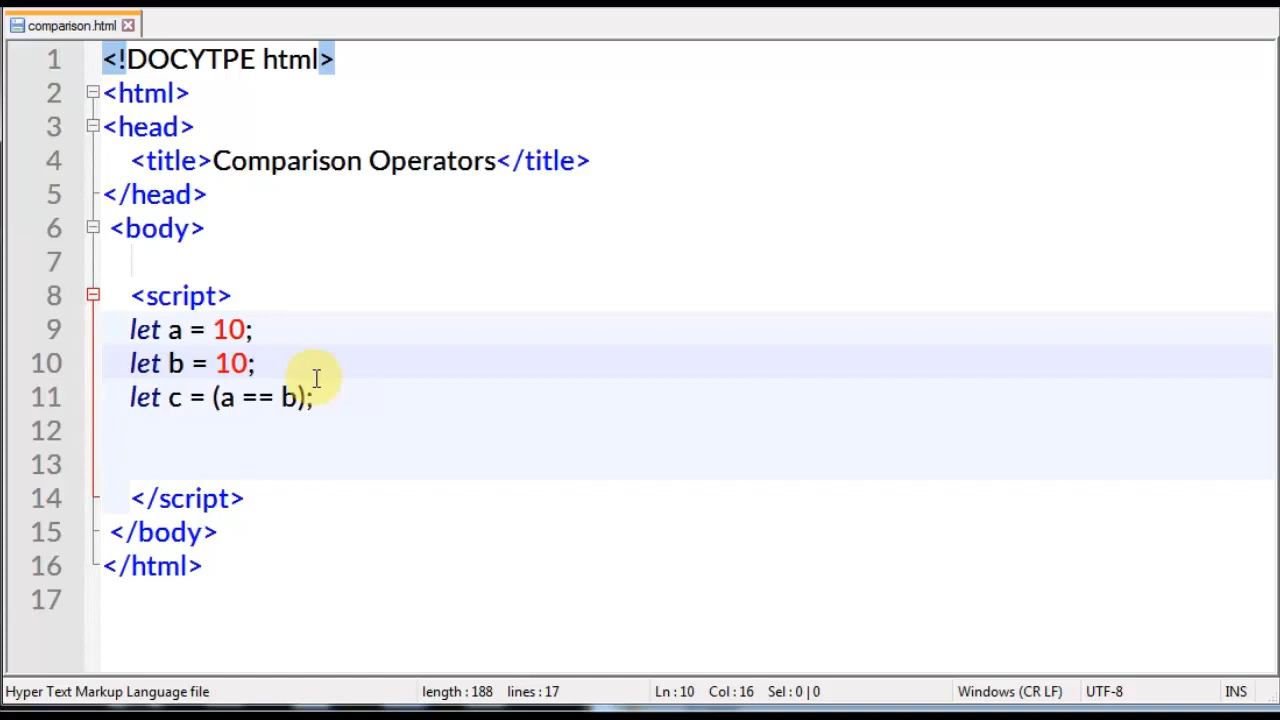 comparison.html
1 <!DOCYTPE html>
2 <html>
3 <head>
4 <title>Comparison Operators</title>
5 </head>
6 <body>
7
8 <script>
9 let a = 10;
10 let b = 10;
11 let c = (a == b);
12
13
14 </script>
15 </body>
16 </html>
17
Hyper Text Markup Language file length : 188 lines : 17 Ln : 10 Col : 16 Sel : 0 | 0 Windows (CR LF) UTF-8 INS